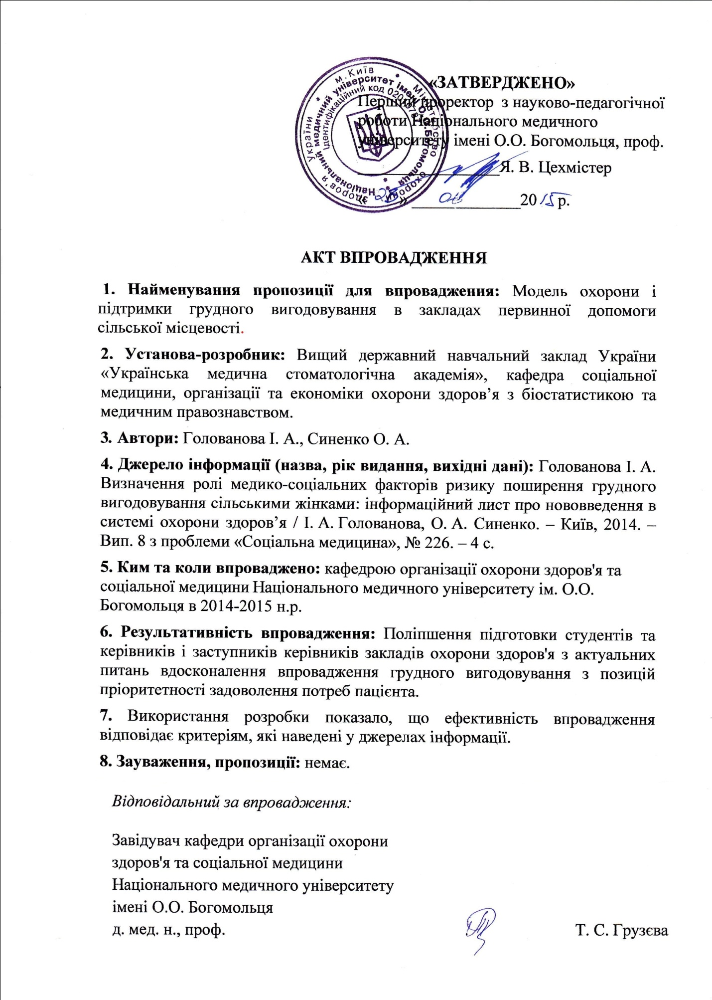 «ЗАТВЕРДЖЕНО»
Перший проректор з науково-педагогічної
роботи Національного медичного
університету імені О.О. Богомольця, проф.
Я. В. Цехмістер
« » 2015 р.
м. Київ * Міністерство охорони здоров'я України *
Національний медичний університет імені О.О.Богомольця *
Ідентифікаційний код
АКТ ВПРОВАДЖЕННЯ
1. Найменування пропозиції для впровадження: Модель охорони і
підтримки грудного вигодовування в закладах первинної допомоги
сільської місцевості.
2. Установа-розробник: Вищий державний навчальний заклад України
«Українська медична стоматологічна академія», кафедра соціальної
медицини, організації та економіки охорони здоров’я з біостатистикою та
медичним правознавством.
3. Автори: Голованова І. А., Синенко О. А.
4. Джерело інформації (назва, рік видання, вихідні дані): Голованова І. А.
Визначення ролі медико-соціальних факторів ризику поширення грудного
вигодовування сільськими жінками: інформаційний лист про нововведення в
системі охорони здоров’я / І. А. Голованова, О. А. Синенко. – Київ, 2014. –
Вип. 8 з проблеми «Соціальна медицина», № 226. – 4 с.
5. Ким та коли впроваджено: кафедрою організації охорони здоров'я та
соціальної медицини Національного медичного університету ім. О.О.
Богомольця в 2014-2015 н.р.
6. Результативність впровадження: Поліпшення підготовки студентів та
керівників і заступників керівників закладів охорони здоров'я з актуальних
питань вдосконалення впровадження грудного вигодовування з позицій
пріоритетності задоволення потреб пацієнта.
7. Використання розробки показало, що ефективність впровадження
відповідає критеріям, які наведені у джерелах інформації.
8. Зауваження, пропозиції: немає.
Відповідальний за впровадження:
Завідувач кафедри організації охорони
здоров'я та соціальної медицини
Національного медичного університету
імені О.О. Богомольця
д. мед. н., проф.
Т. С. Грузєва